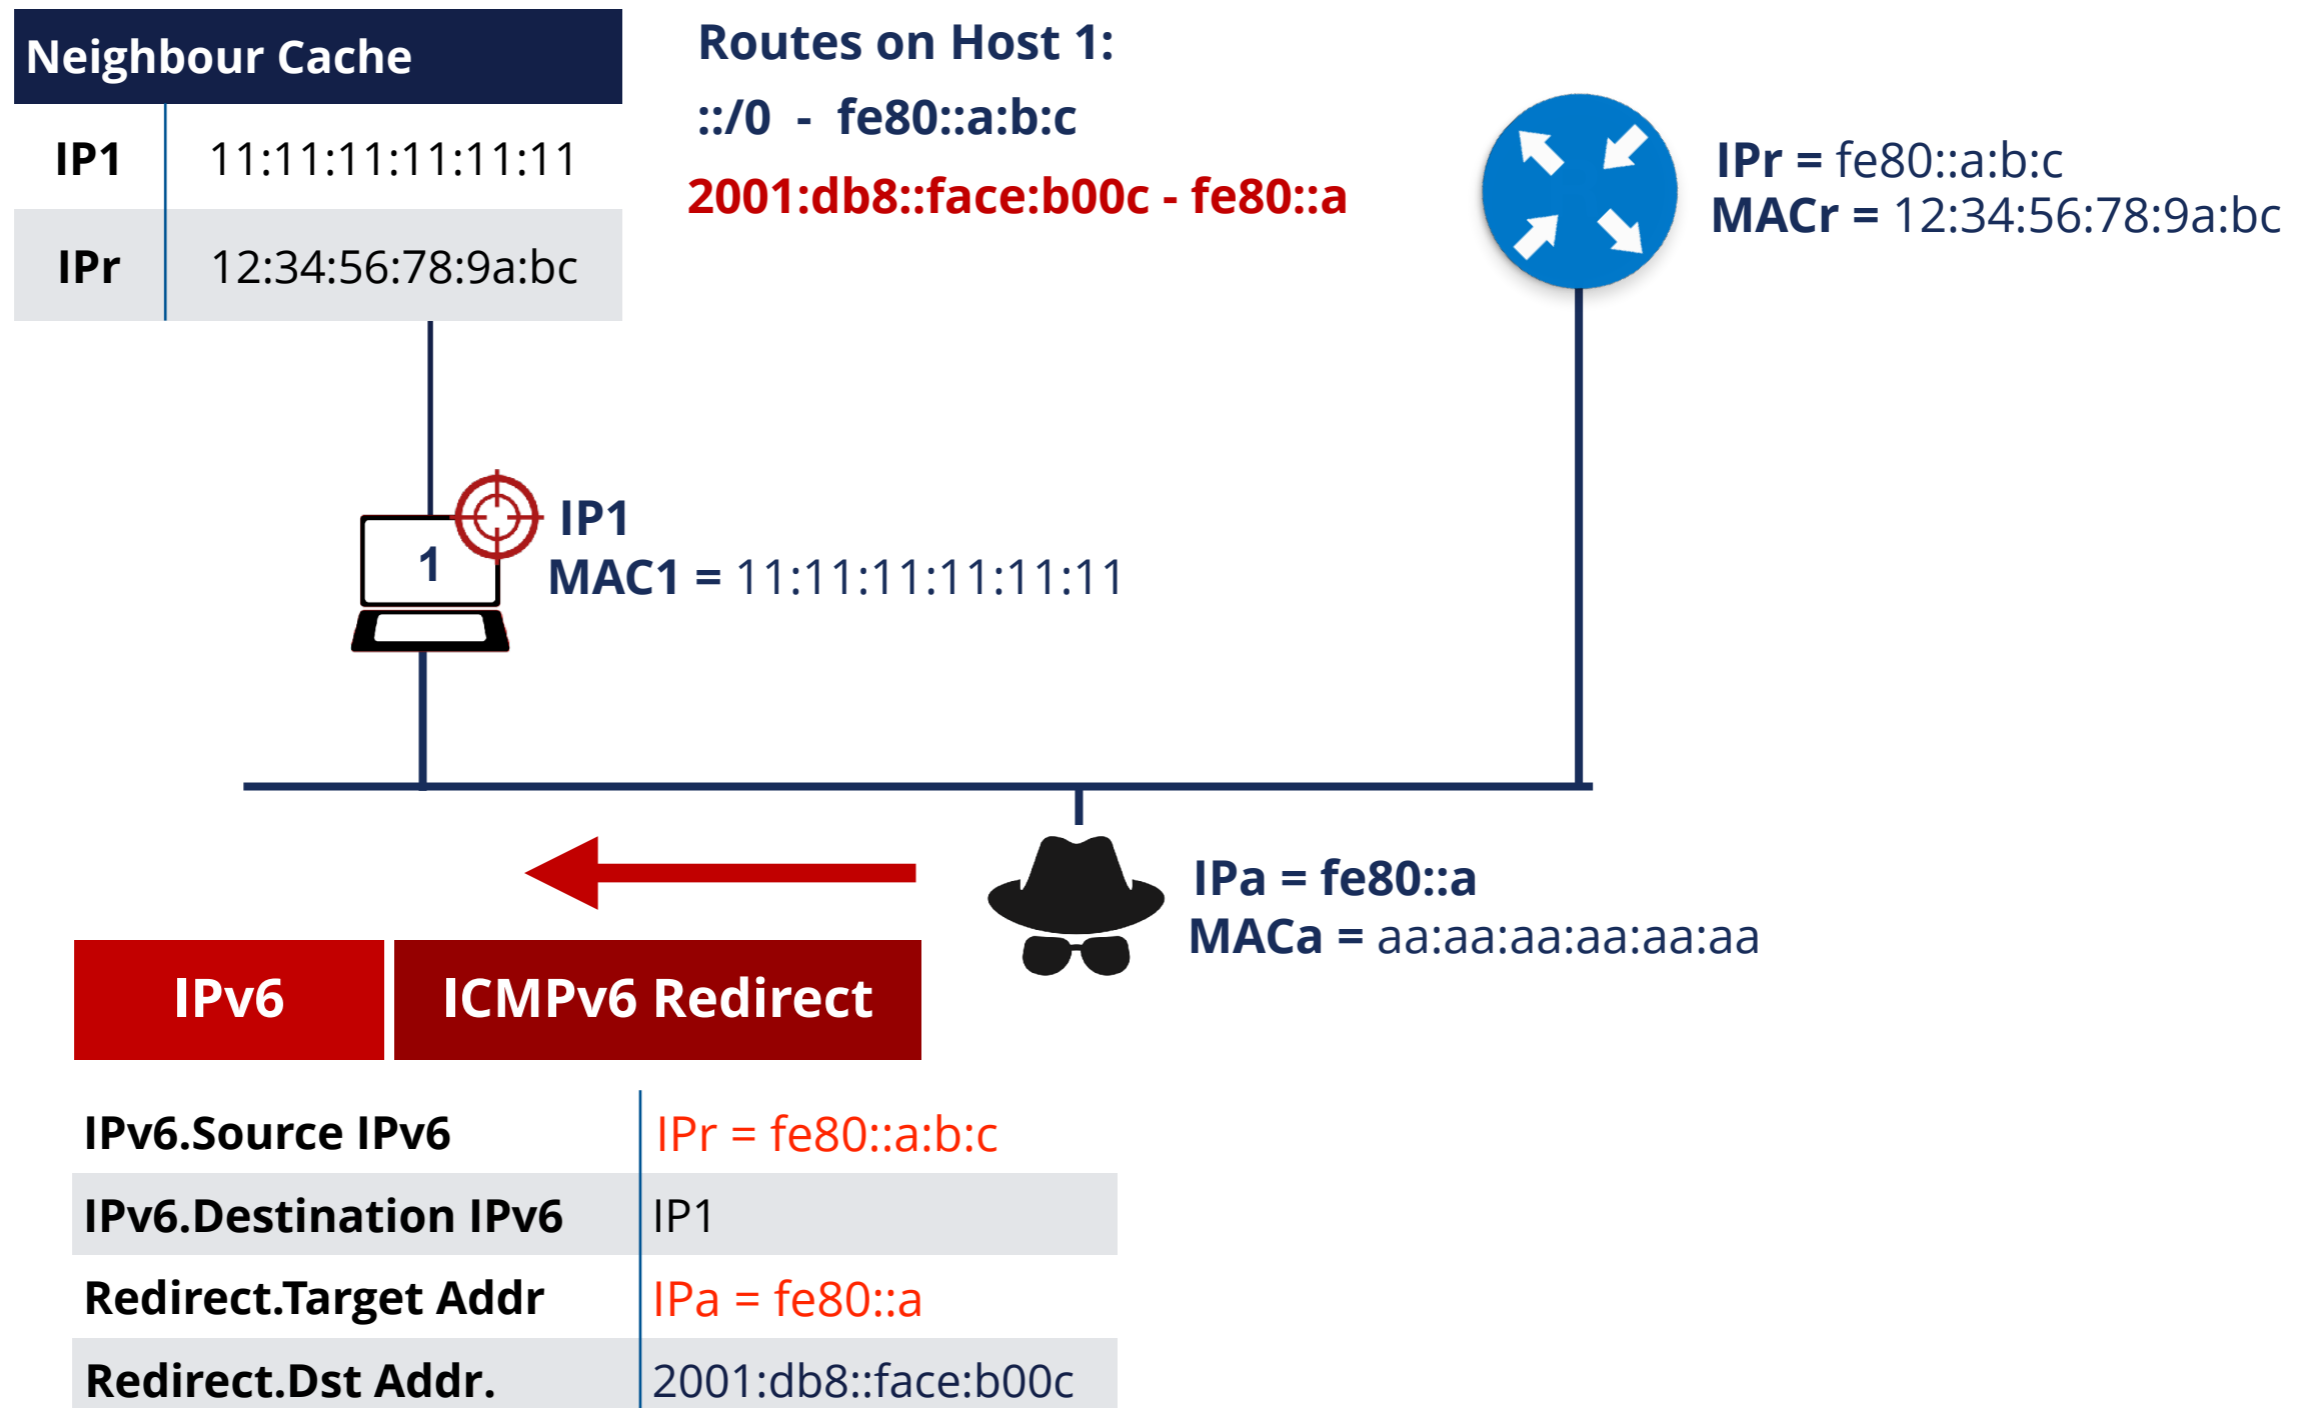 Neighbour Cache
IP1 11:11:11:11:11:11
IPr 12:34:56:78:9a:bc
Routes on Host 1:
::/0 - fe80::a:b:c
2001:db8::face:b00c - fe80::a
IPr = fe80::a:b:c
MACr = 12:34:56:78:9a:bc
1
IP1
MAC1 = 11:11:11:11:11:11
IPa = fe80::a
MACa = aa:aa:aa:aa:aa:aa
IPv6
ICMPv6 Redirect
IPv6.Source IPv6 IPr = fe80::a:b:c
IPv6.Destination IPv6 IP1
Redirect.Target Addr IPa = fe80::a
Redirect.Dst Addr. 2001:db8::face:b00c